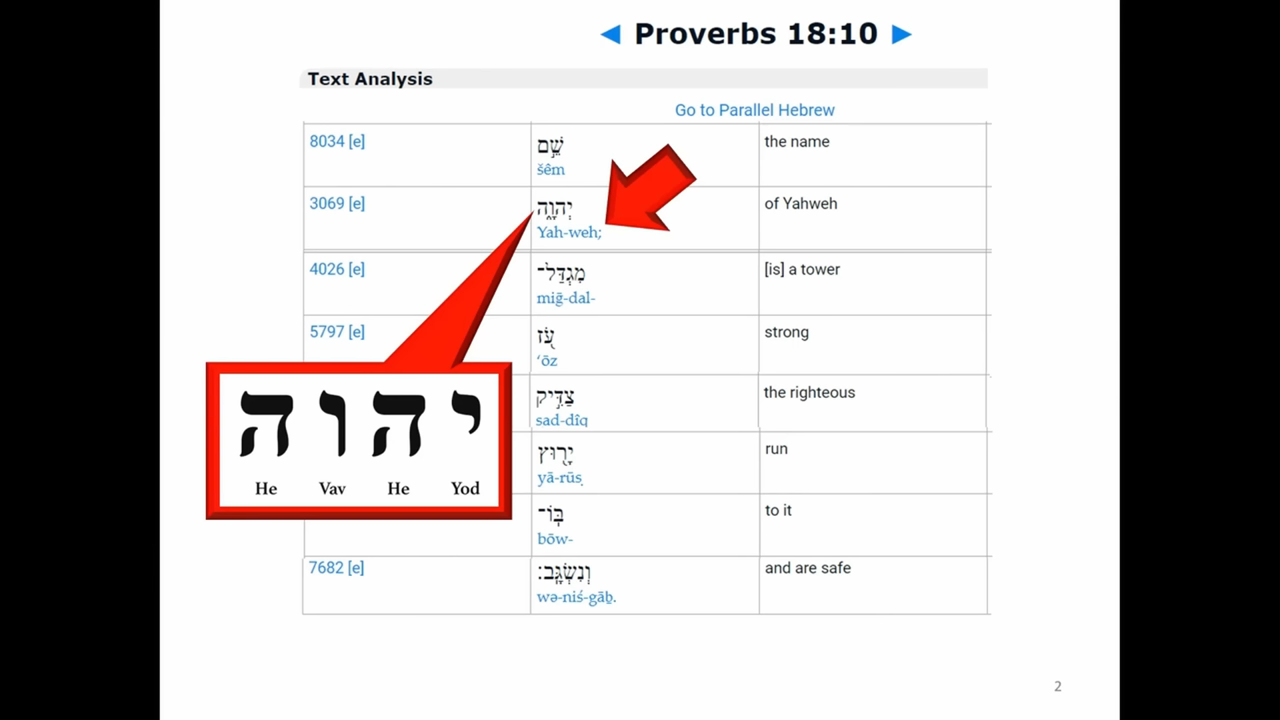 ◄ Proverbs 18:10 ►
Text Analysis
Go to Parallel Hebrew
8034 [e] שֵׁ֣ם the name
šêm
3069 [e] יְהוָ֑ה of Yahweh
Yah-weh;
4026 [e] מִגְדַּל־ [is] a tower
miḡ-dal-
5797 [e] עֹ֭ז strong
‘ōz
צַדִּ֣יק the righteous
sad-dîq
יָר֖וּץ run
yā-rūṣ
בּֽוֹ־ to it
bōw-
7682 [e] וְנִשְׂגָּֽב׃ and are safe
wə-niś-gāḇ.
יהוה
He Vav He Yod
2